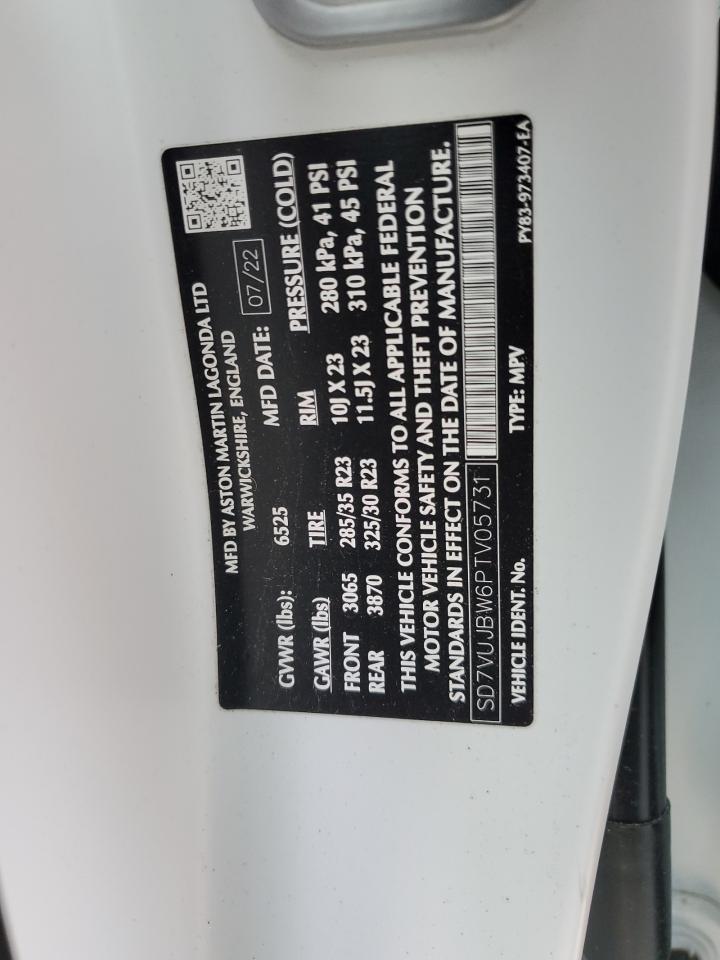 MFD BY ASTON MARTIN LAGONDA LTD
WARWICKSHIRE, ENGLAND
GVWR (lbs): 6525 MFD DATE: 07/22
GAWR (lbs) TIRE RIM PRESSURE (COLD)
FRONT 3065 285/35 R23 10J X 23 280 kPa, 41 PSI
REAR 3870 325/30 R23 11.5J X 23 310 kPa, 45 PSI
THIS VEHICLE CONFORMS TO ALL APPLICABLE FEDERAL
MOTOR VEHICLE SAFETY AND THEFT PREVENTION
STANDARDS IN EFFECT ON THE DATE OF MANUFACTURE.
SD7VUJBW6PTV05731
VEHICLE IDENT. No. TYPE: MPV PY83-973407-EA